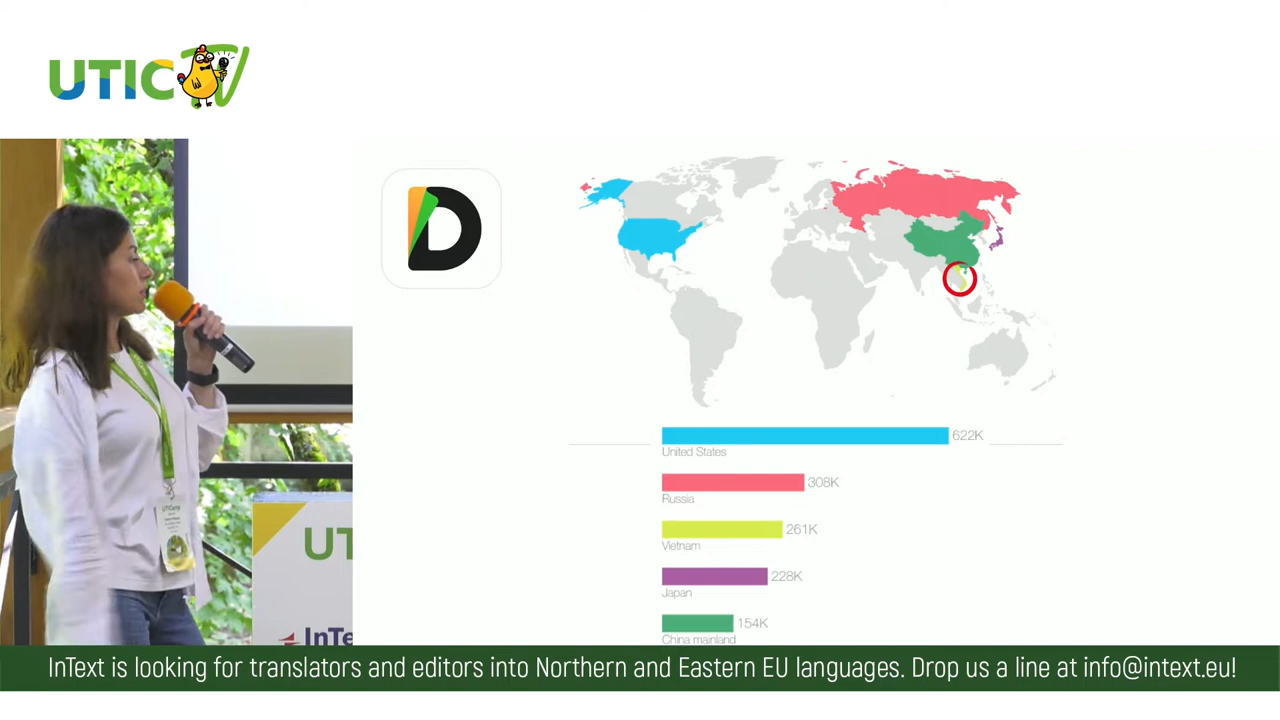 UTIC TV
D
622K
United States
308K
Russia
261K
Vietnam
228K
Japan
154K
China mainland
UT
InTe
InText is looking for translators and editors into Northern and Eastern EU languages. Drop us a line at info@intext.eu!